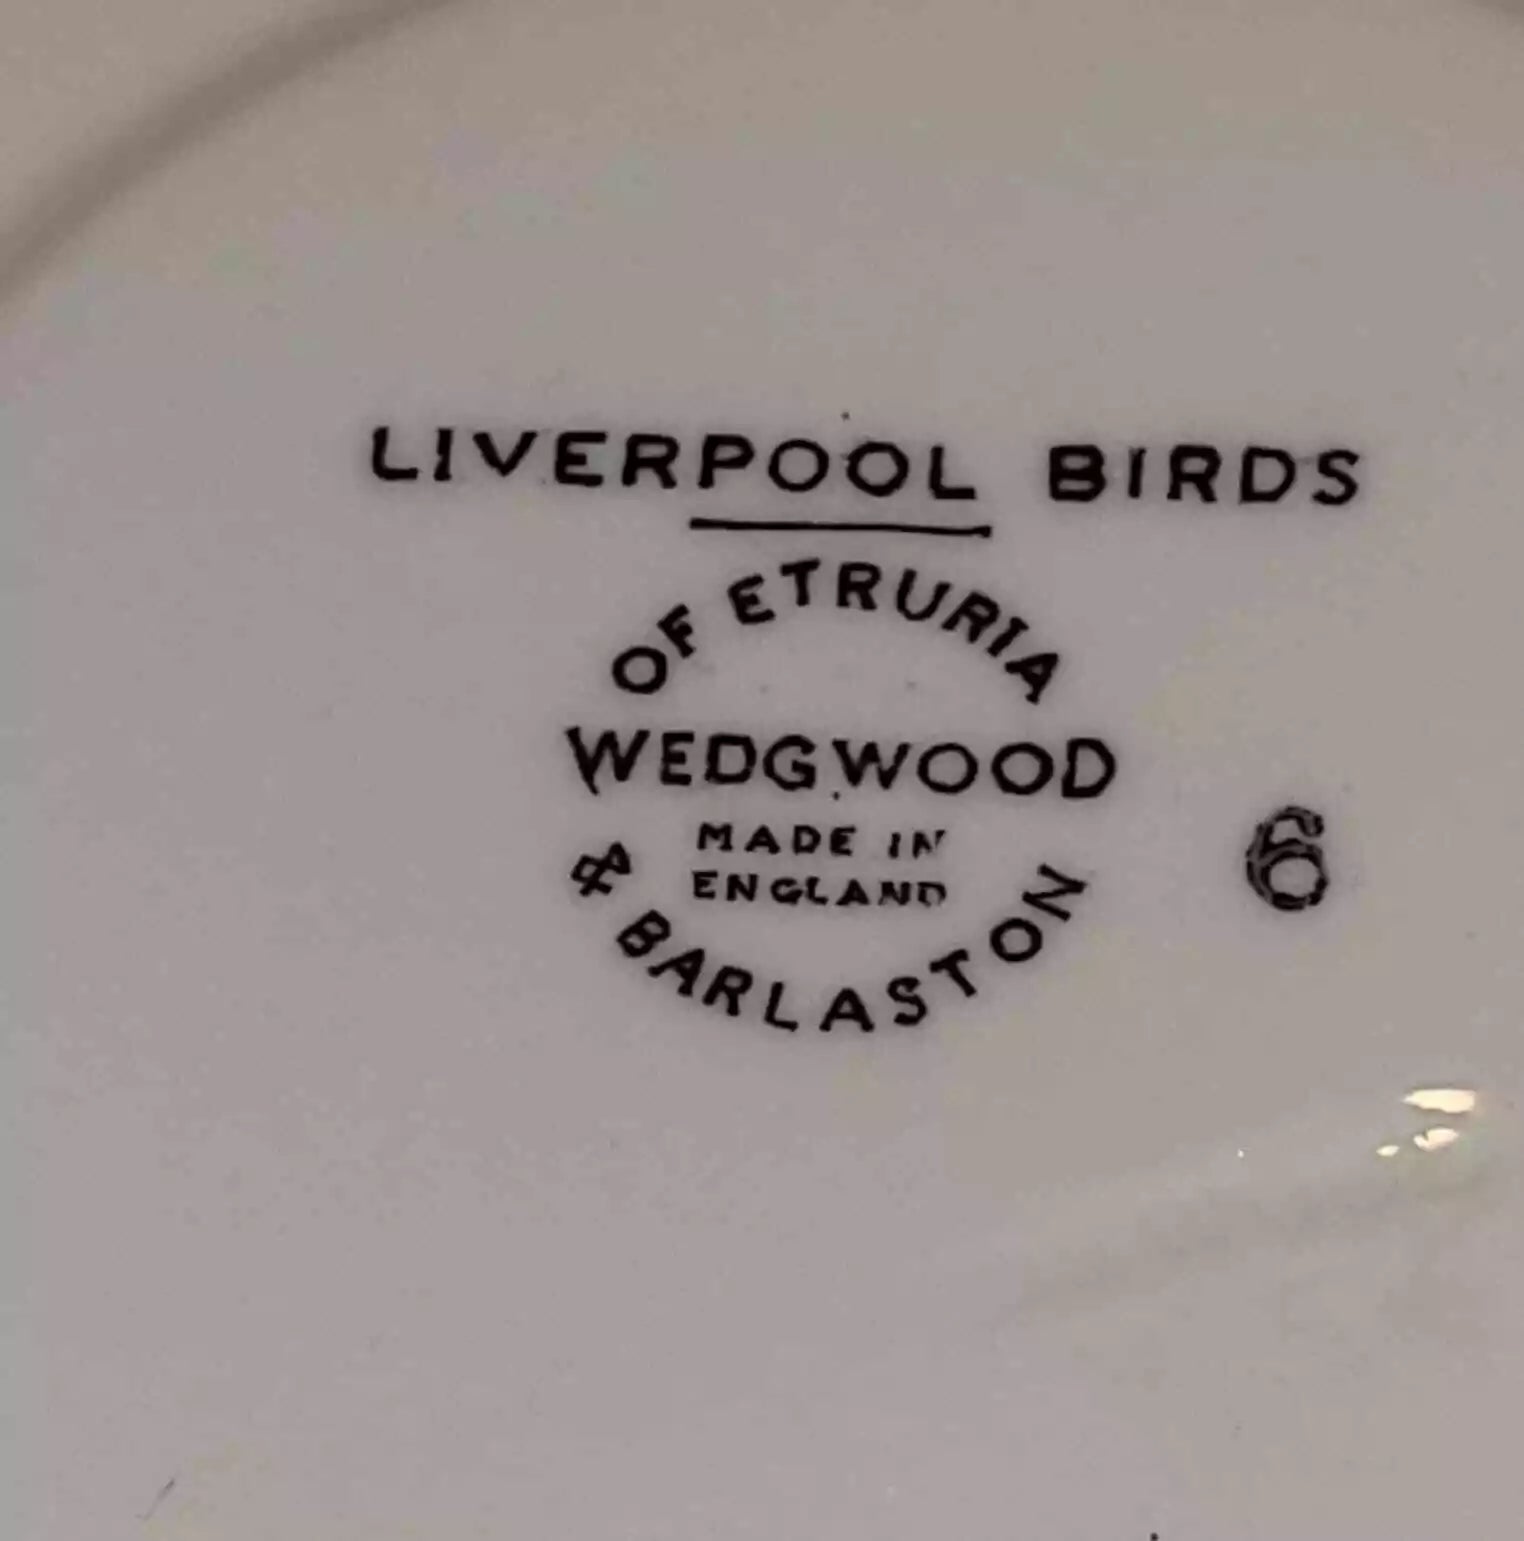 LIVERPOOL BIRDS
OF ETRURIA
WEDGWOOD
MADE IN
ENGLAND
& BARLASTON
6